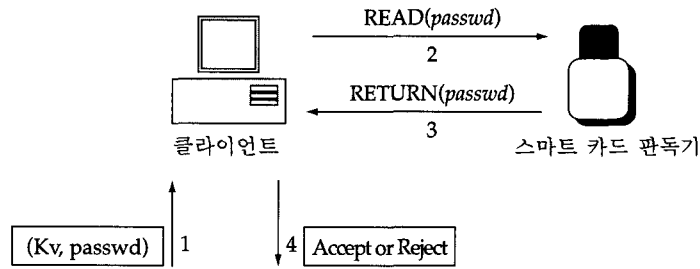 READ(passwd)
2
RETURN(passwd)
3
클라이언트
스마트 카드 판독기
(Kv, passwd)
1
4
Accept or Reject